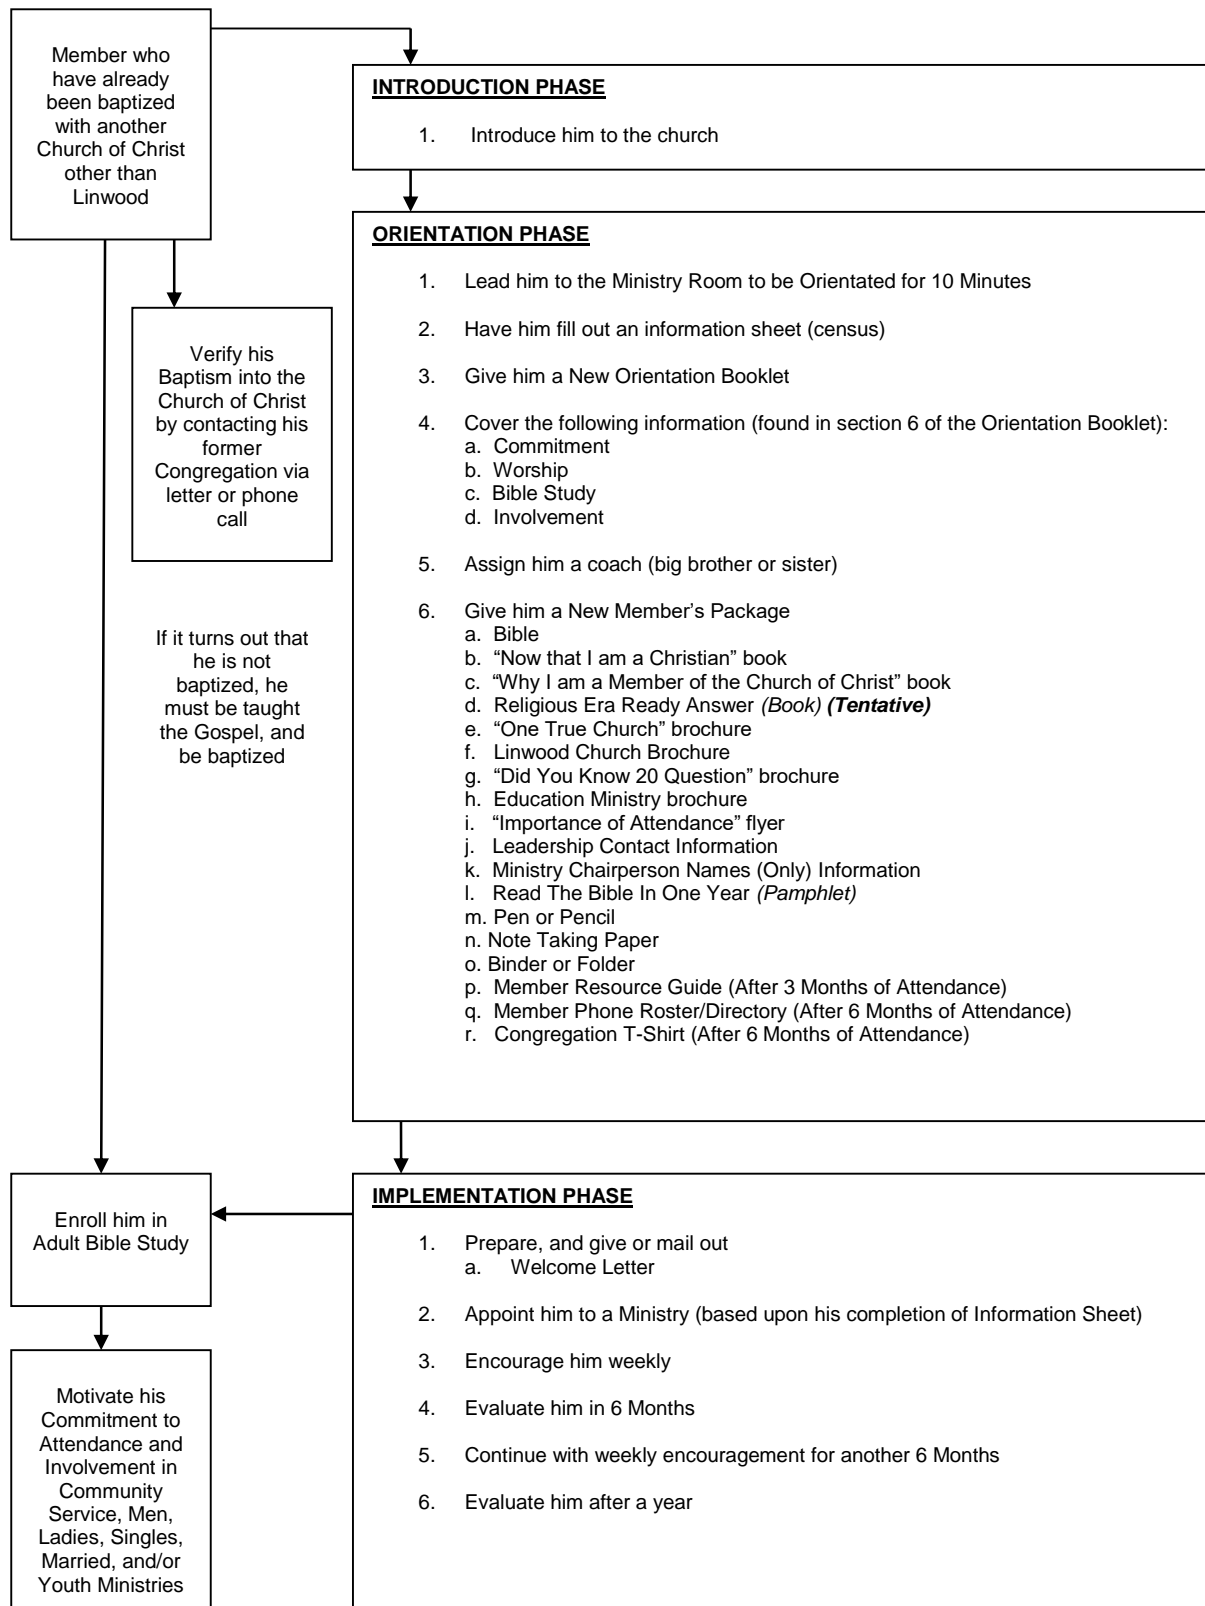 Member who
have already
been baptized
with another
Church of Christ
other than
Linwood
INTRODUCTION PHASE
1. Introduce him to the church
ORIENTATION PHASE
1. Lead him to the Ministry Room to be Orientated for 10 Minutes
2. Have him fill out an information sheet (census)
3. Give him a New Orientation Booklet
4. Cover the following information (found in section 6 of the Orientation Booklet):
a. Commitment
b. Worship
c. Bible Study
d. Involvement
5. Assign him a coach (big brother or sister)
6. Give him a New Member’s Package
a. Bible
b. “Now that I am a Christian” book
c. “Why I am a Member of the Church of Christ” book
d. Religious Era Ready Answer (Book) (Tentative)
e. “One True Church” brochure
f. Linwood Church Brochure
g. “Did You Know 20 Question” brochure
h. Education Ministry brochure
i. “Importance of Attendance” flyer
j. Leadership Contact Information
k. Ministry Chairperson Names (Only) Information
l. Read The Bible In One Year (Pamphlet)
m. Pen or Pencil
n. Note Taking Paper
o. Binder or Folder
p. Member Resource Guide (After 3 Months of Attendance)
q. Member Phone Roster/Directory (After 6 Months of Attendance)
r. Congregation T-Shirt (After 6 Months of Attendance)
Verify his
Baptism into the
Church of Christ
by contacting his
former
Congregation via
letter or phone
call
If it turns out that
he is not
baptized, he
must be taught
the Gospel, and
be baptized
IMPLEMENTATION PHASE
1. Prepare, and give or mail out
a. Welcome Letter
2. Appoint him to a Ministry (based upon his completion of Information Sheet)
3. Encourage him weekly
4. Evaluate him in 6 Months
5. Continue with weekly encouragement for another 6 Months
6. Evaluate him after a year
Enroll him in
Adult Bible Study
Motivate his
Commitment to
Attendance and
Involvement in
Community
Service, Men,
Ladies, Singles,
Married, and/or
Youth Ministries